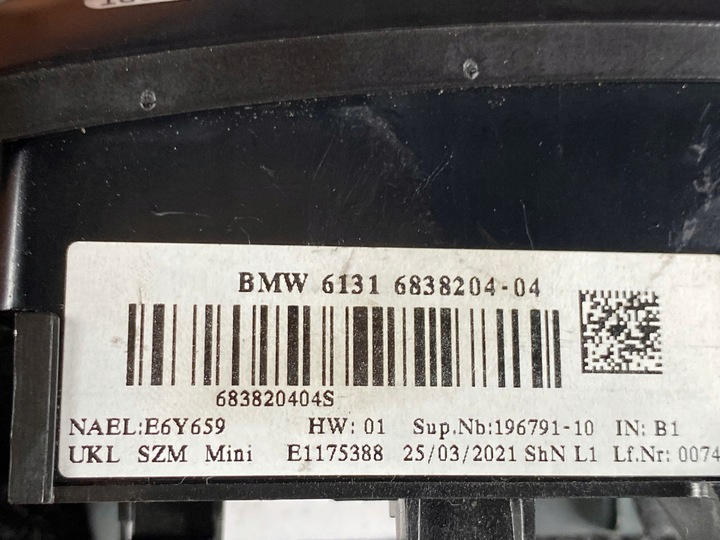 BMW 6131 6838204-04
683820404S
NAEL:E6Y659 HW: 01 Sup.Nb:196791-10 IN: B1
UKL SZM Mini E1175388 25/03/2021 ShN L1 Lf.Nr: 0074